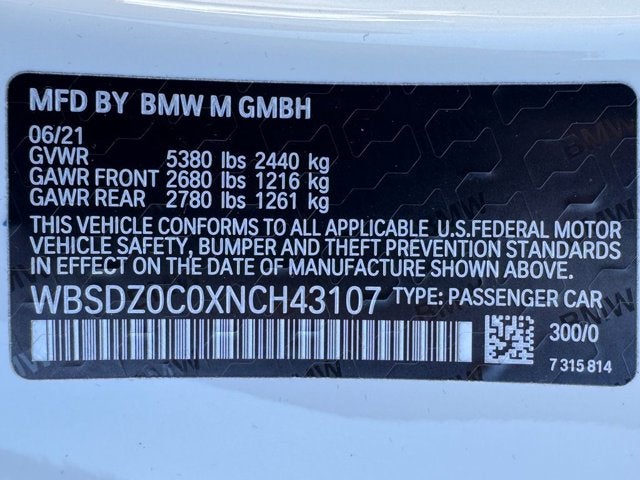 MFD BY BMW M GMBH
06/21
GVWR 5380 lbs 2440 kg
GAWR FRONT 2680 lbs 1216 kg
GAWR REAR 2780 lbs 1261 kg
THIS VEHICLE CONFORMS TO ALL APPLICABLE U.S.FEDERAL MOTOR
VEHICLE SAFETY, BUMPER AND THEFT PREVENTION STANDARDS
IN EFFECT ON THE DATE OF MANUFACTURE SHOWN ABOVE.
WBSDZ0C0XNCH43107 TYPE: PASSENGER CAR
300/0
7 315 814